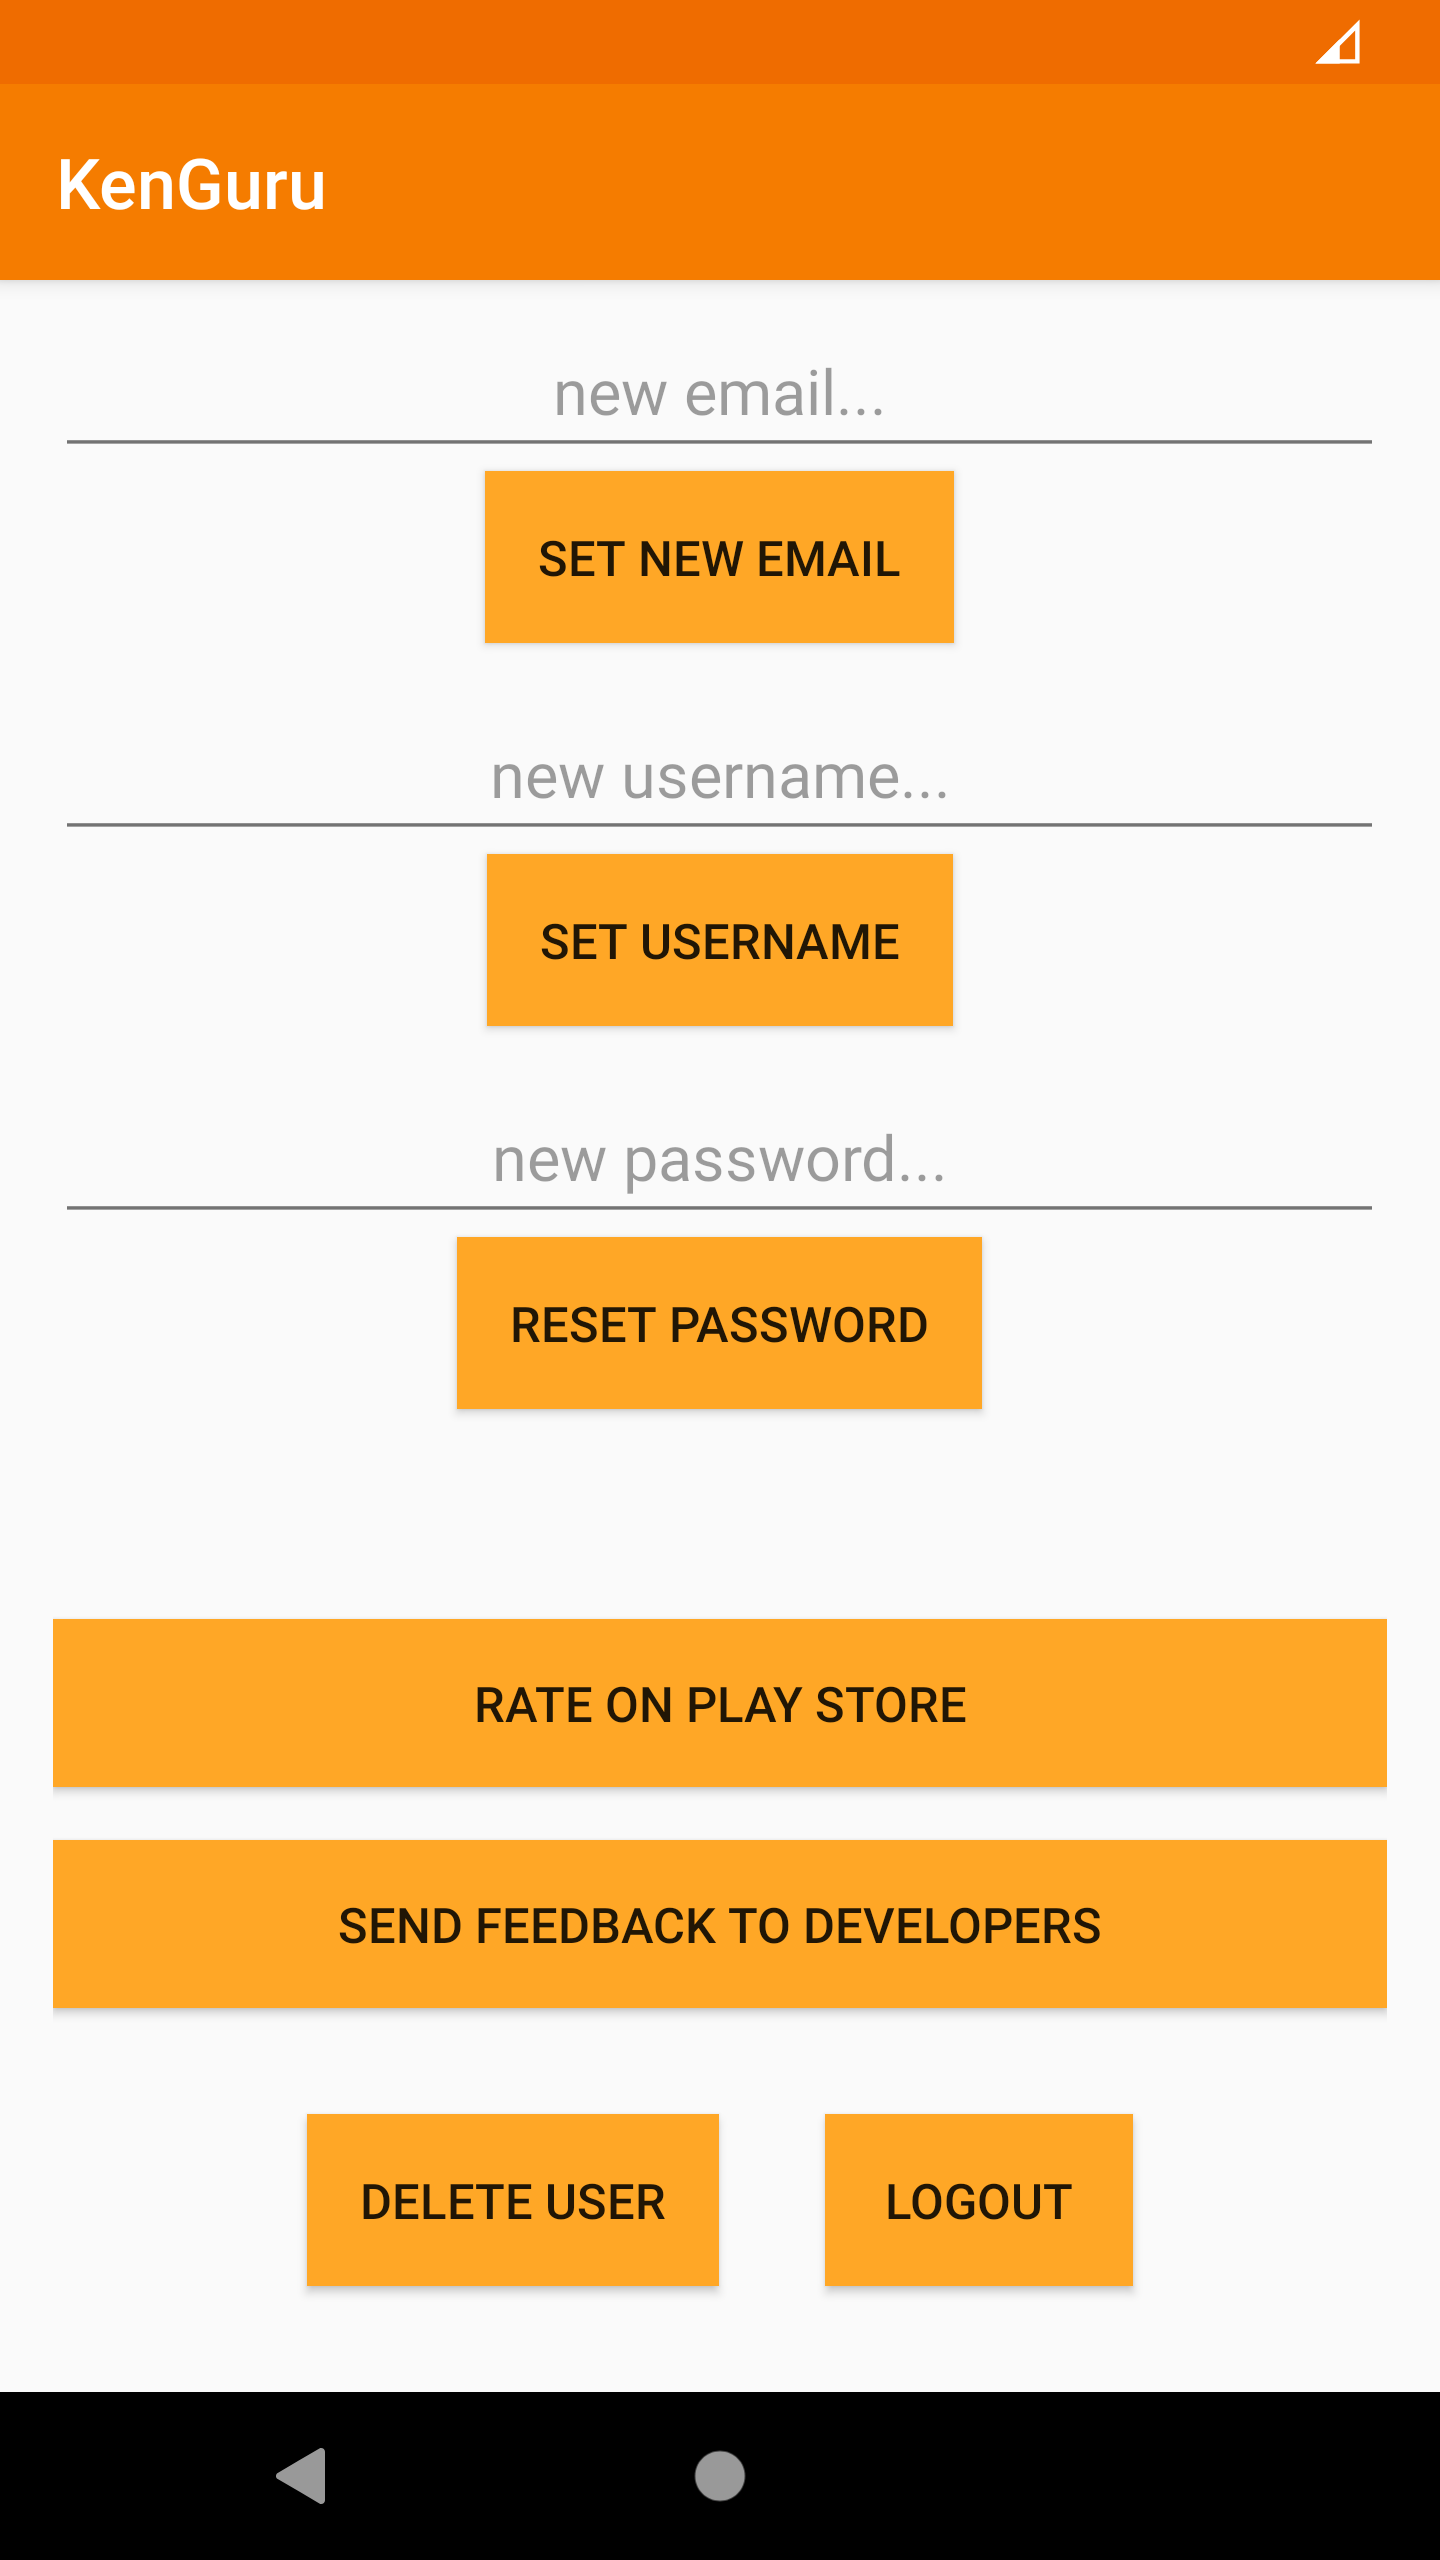 KenGuru
new email...
SET NEW EMAIL
new username...
SET USERNAME
new password...
RESET PASSWORD
RATE ON PLAY STORE
SEND FEEDBACK TO DEVELOPERS
DELETE USER
LOGOUT